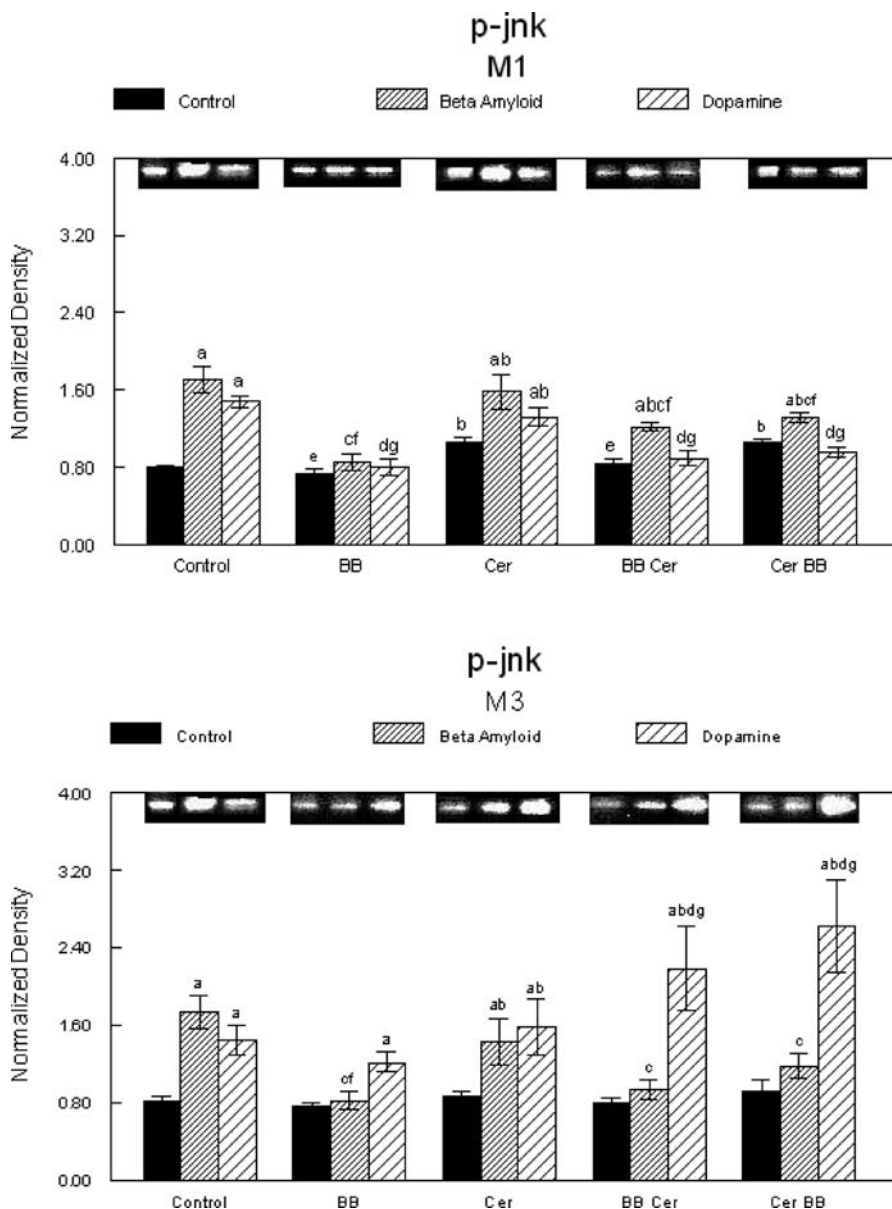 p-jnk
M1
Control Beta Amyloid Dopamine
Normalized Density
4.00
3.20
2.40
1.60
0.80
0.00
a a
e cf dg
b ab ab
e abcf dg
b abcf dg
Control BB Cer BB Cer Cer BB
p-jnk
M3
Control Beta Amyloid Dopamine
Normalized Density
4.00
3.20
2.40
1.60
0.80
0.00
a a
cf a
ab ab
c abdg
c abdg
Control BB Cer BB Cer Cer BB